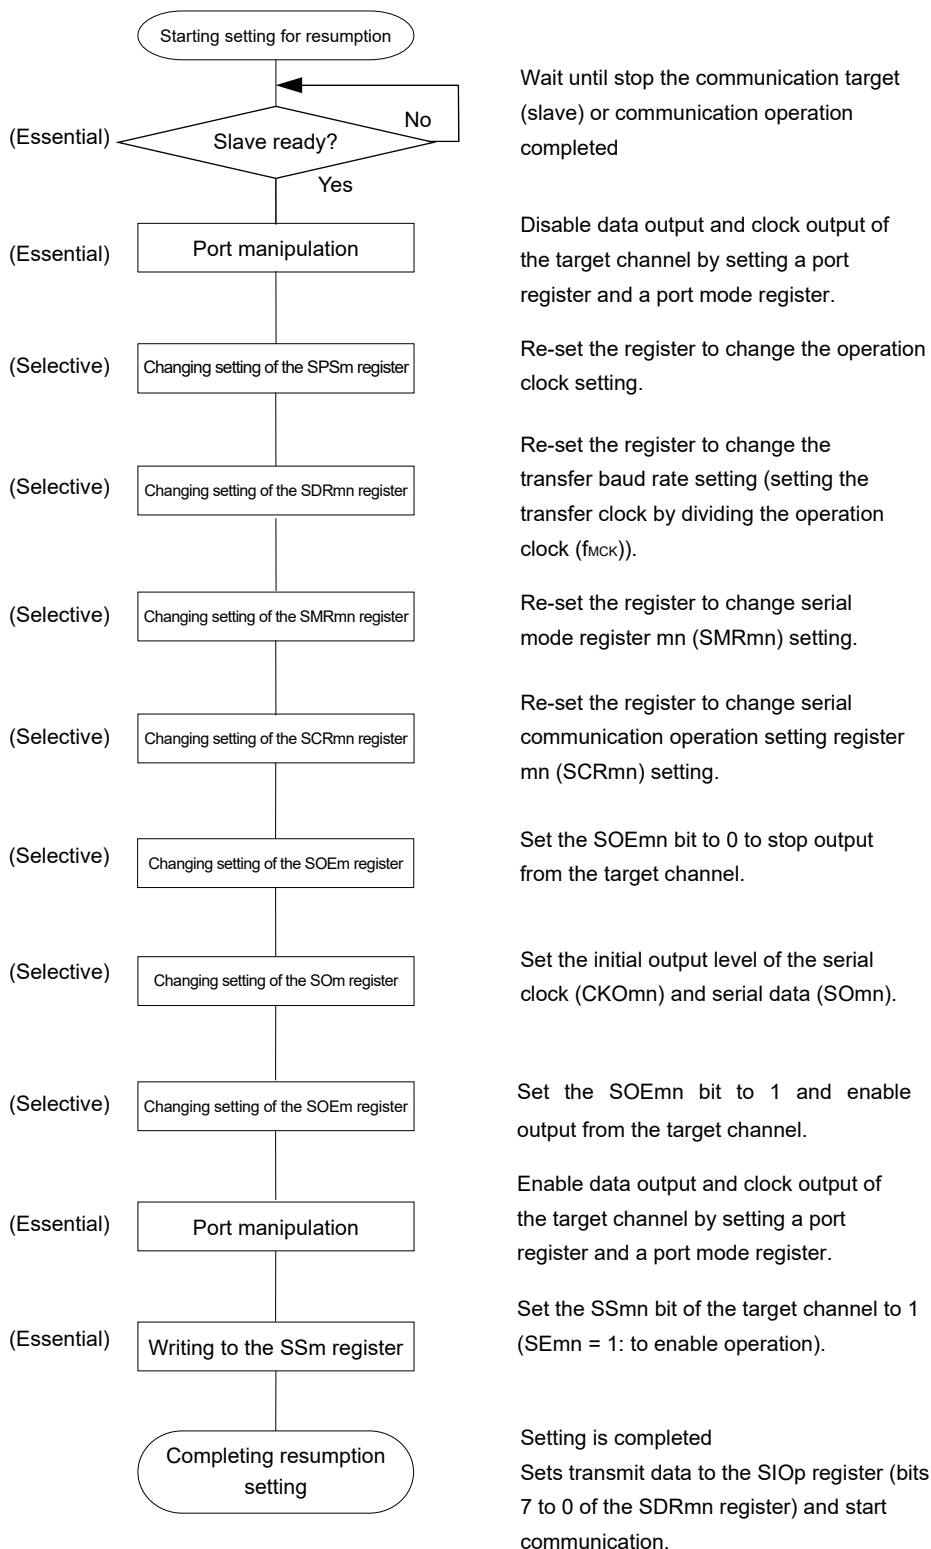 Starting setting for resumption
Wait until stop the communication target
(slave) or communication operation
completed
No
(Essential)
Slave ready?
Yes
(Essential)
Port manipulation
Disable data output and clock output of
the target channel by setting a port
register and a port mode register.
(Selective)
Changing setting of the SPSm register
Re-set the register to change the operation
clock setting.
(Selective)
Changing setting of the SDRmn register
Re-set the register to change the
transfer baud rate setting (setting the
transfer clock by dividing the operation
clock (fMCK)).
(Selective)
Changing setting of the SMRmn register
Re-set the register to change serial
mode register mn (SMRmn) setting.
(Selective)
Changing setting of the SCRmn register
Re-set the register to change serial
communication operation setting register
mn (SCRmn) setting.
(Selective)
Changing setting of the SOEm register
Set the SOEmn bit to 0 to stop output
from the target channel.
(Selective)
Changing setting of the SOm register
Set the initial output level of the serial
clock (CKOmn) and serial data (SOmn).
(Selective)
Changing setting of the SOEm register
Set the SOEmn bit to 1 and enable
output from the target channel.
(Essential)
Port manipulation
Enable data output and clock output of
the target channel by setting a port
register and a port mode register.
(Essential)
Writing to the SSm register
Set the SSmn bit of the target channel to 1
(SEmn = 1: to enable operation).
Completing resumption
setting
Setting is completed
Sets transmit data to the SIOp register (bits
7 to 0 of the SDRmn register) and start
communication.